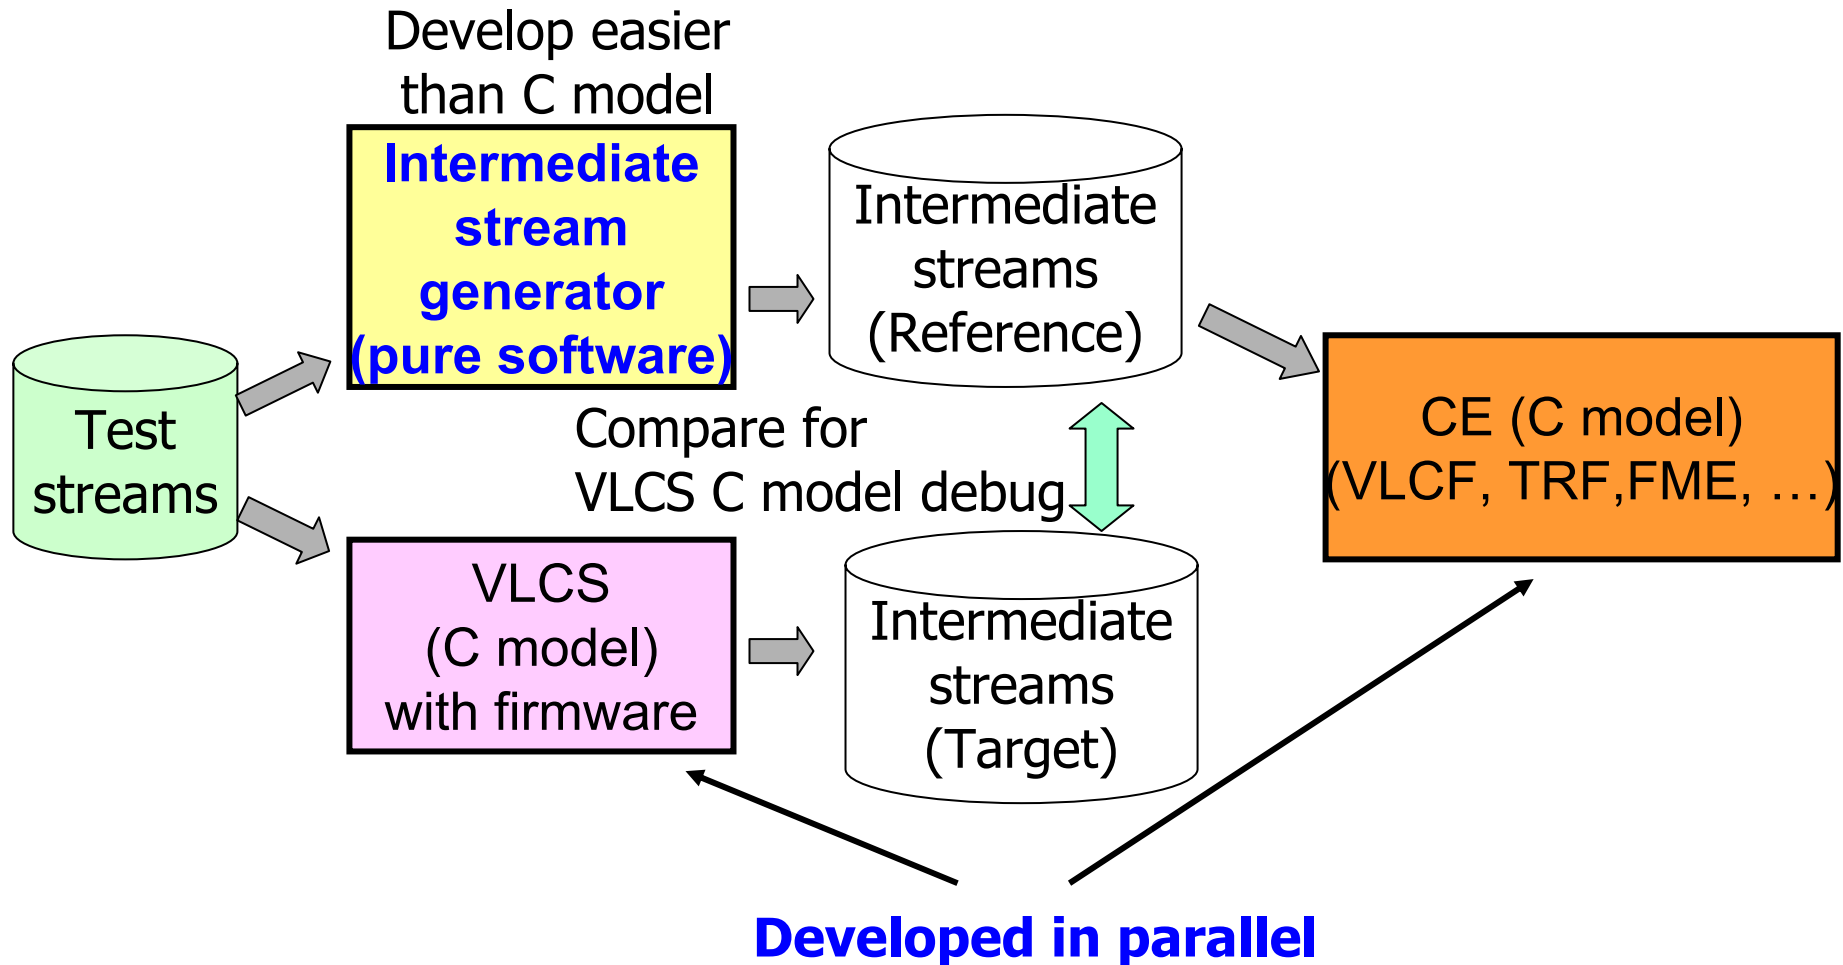 Develop easier
than C model
Intermediate
stream
generator
(pure software)
Intermediate
streams
(Reference)
Test
streams
Compare for
VLCS C model debug
CE (C model)
(VLCF, TRF,FME, …)
VLCS
(C model)
with firmware
Intermediate
streams
(Target)
Developed in parallel